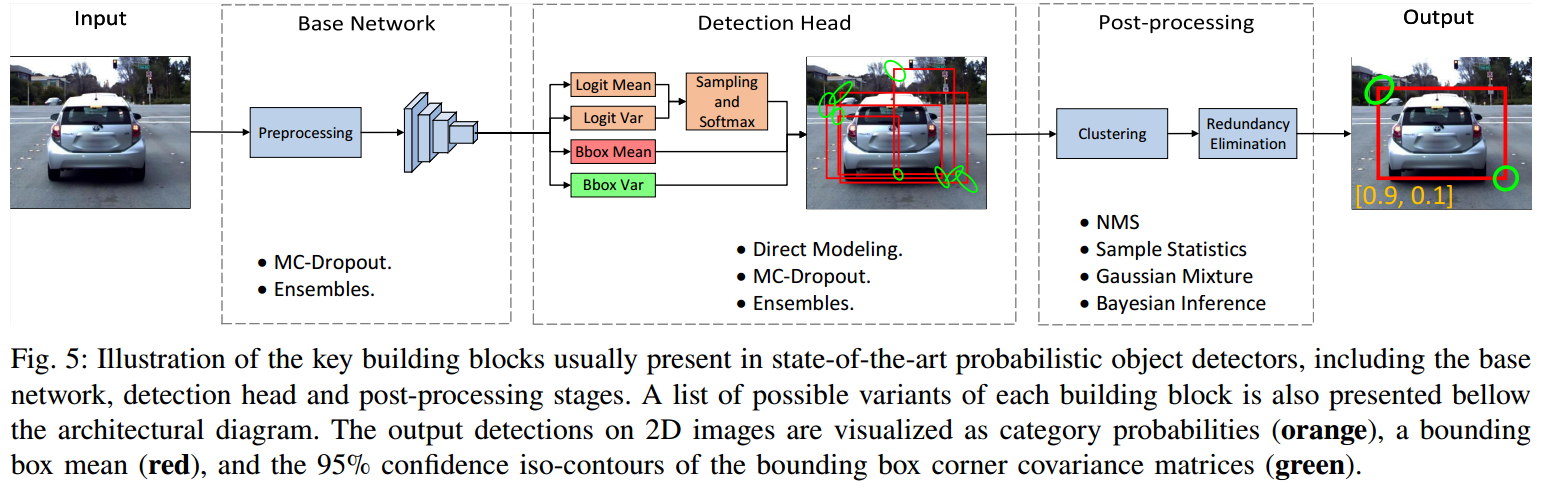 Input
Base Network
Detection Head
Post-processing
Output
Preprocessing
Logit Mean
Logit Var
Bbox Mean
Bbox Var
Sampling
and
Softmax
Clustering
Redundancy
Elimination
[0.9, 0.1]
• MC-Dropout.
• Ensembles.
• Direct Modeling.
• MC-Dropout.
• Ensembles.
• NMS
• Sample Statistics
• Gaussian Mixture
• Bayesian Inference
Fig. 5: Illustration of the key building blocks usually present in state-of-the-art probabilistic object detectors, including the base
network, detection head and post-processing stages. A list of possible variants of each building block is also presented bellow
the architectural diagram. The output detections on 2D images are visualized as category probabilities (orange), a bounding
box mean (red), and the 95% confidence iso-contours of the bounding box corner covariance matrices (green).